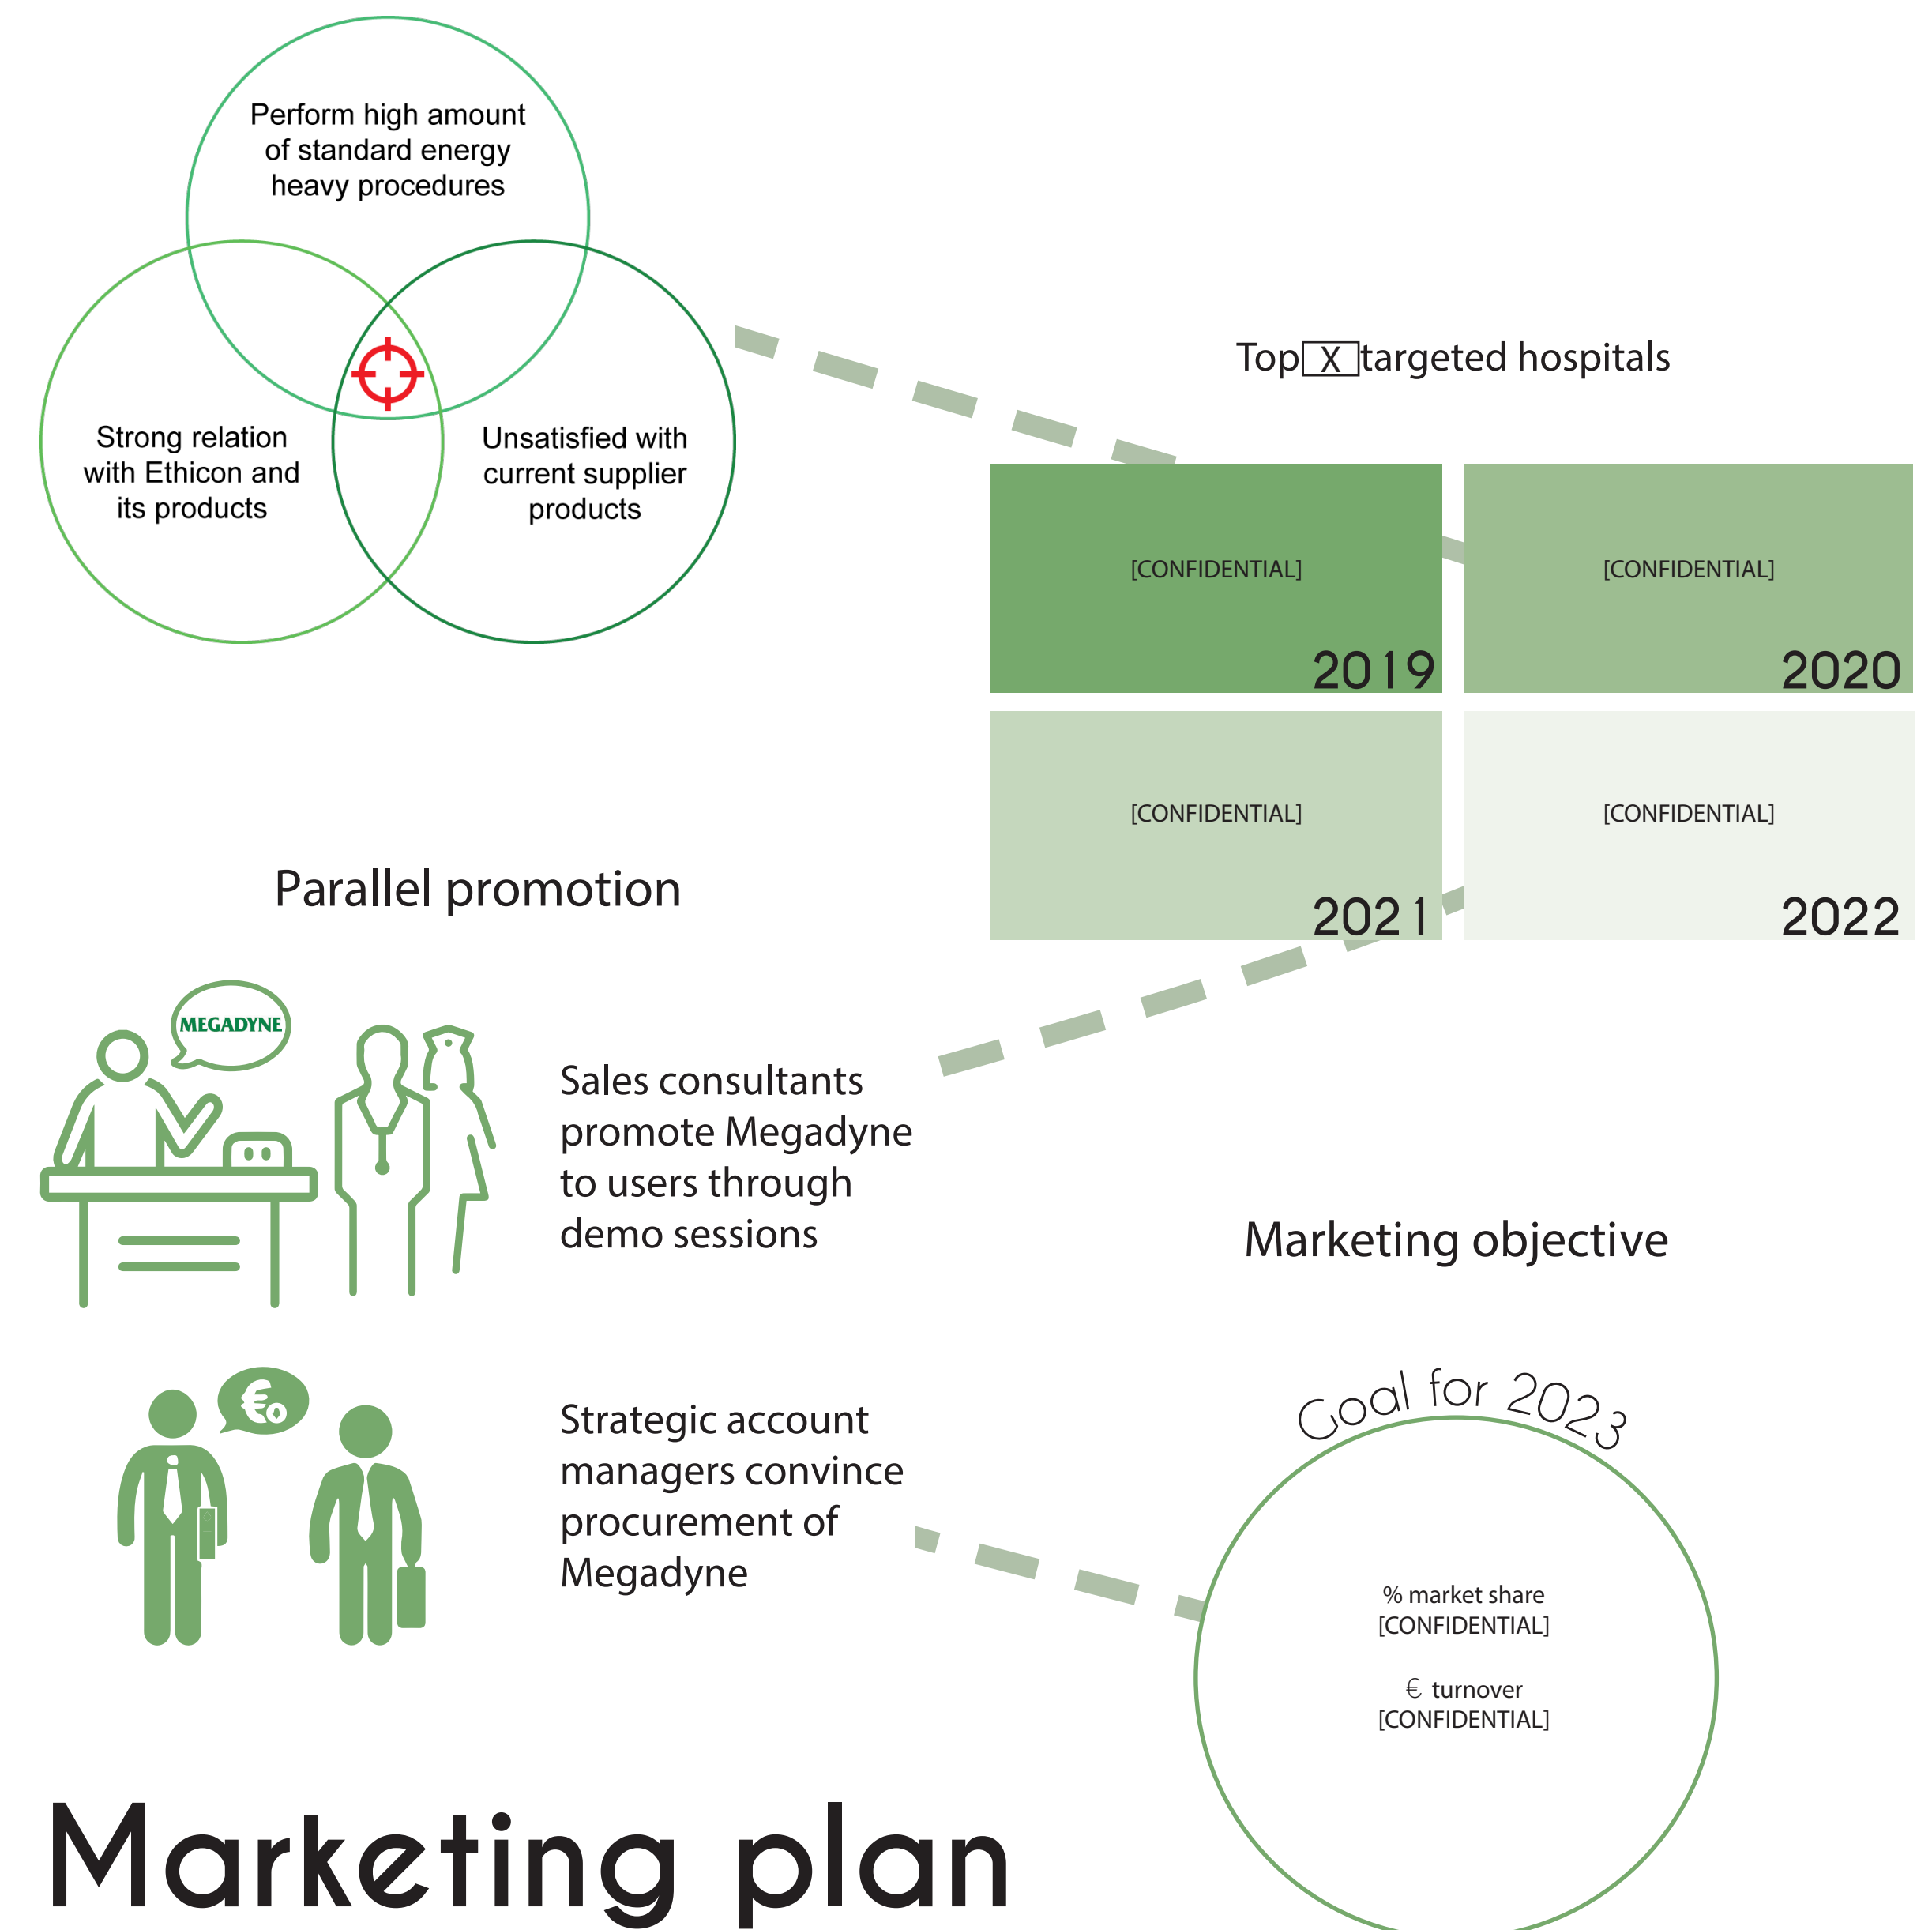 Perform high amount
of standard energy
heavy procedures
Strong relation
with Ethicon and
its products
Unsatisfied with
current supplier
products
Top X targeted hospitals
[CONFIDENTIAL]
2019
[CONFIDENTIAL]
2020
[CONFIDENTIAL]
2021
[CONFIDENTIAL]
2022
Parallel promotion
MEGADYNE
Sales consultants
promote Megadyne
to users through
demo sessions
€
Strategic account
managers convince
procurement of
Megadyne
Marketing objective
Goal for 2023
% market share
[CONFIDENTIAL]
€ turnover
[CONFIDENTIAL]
Marketing plan